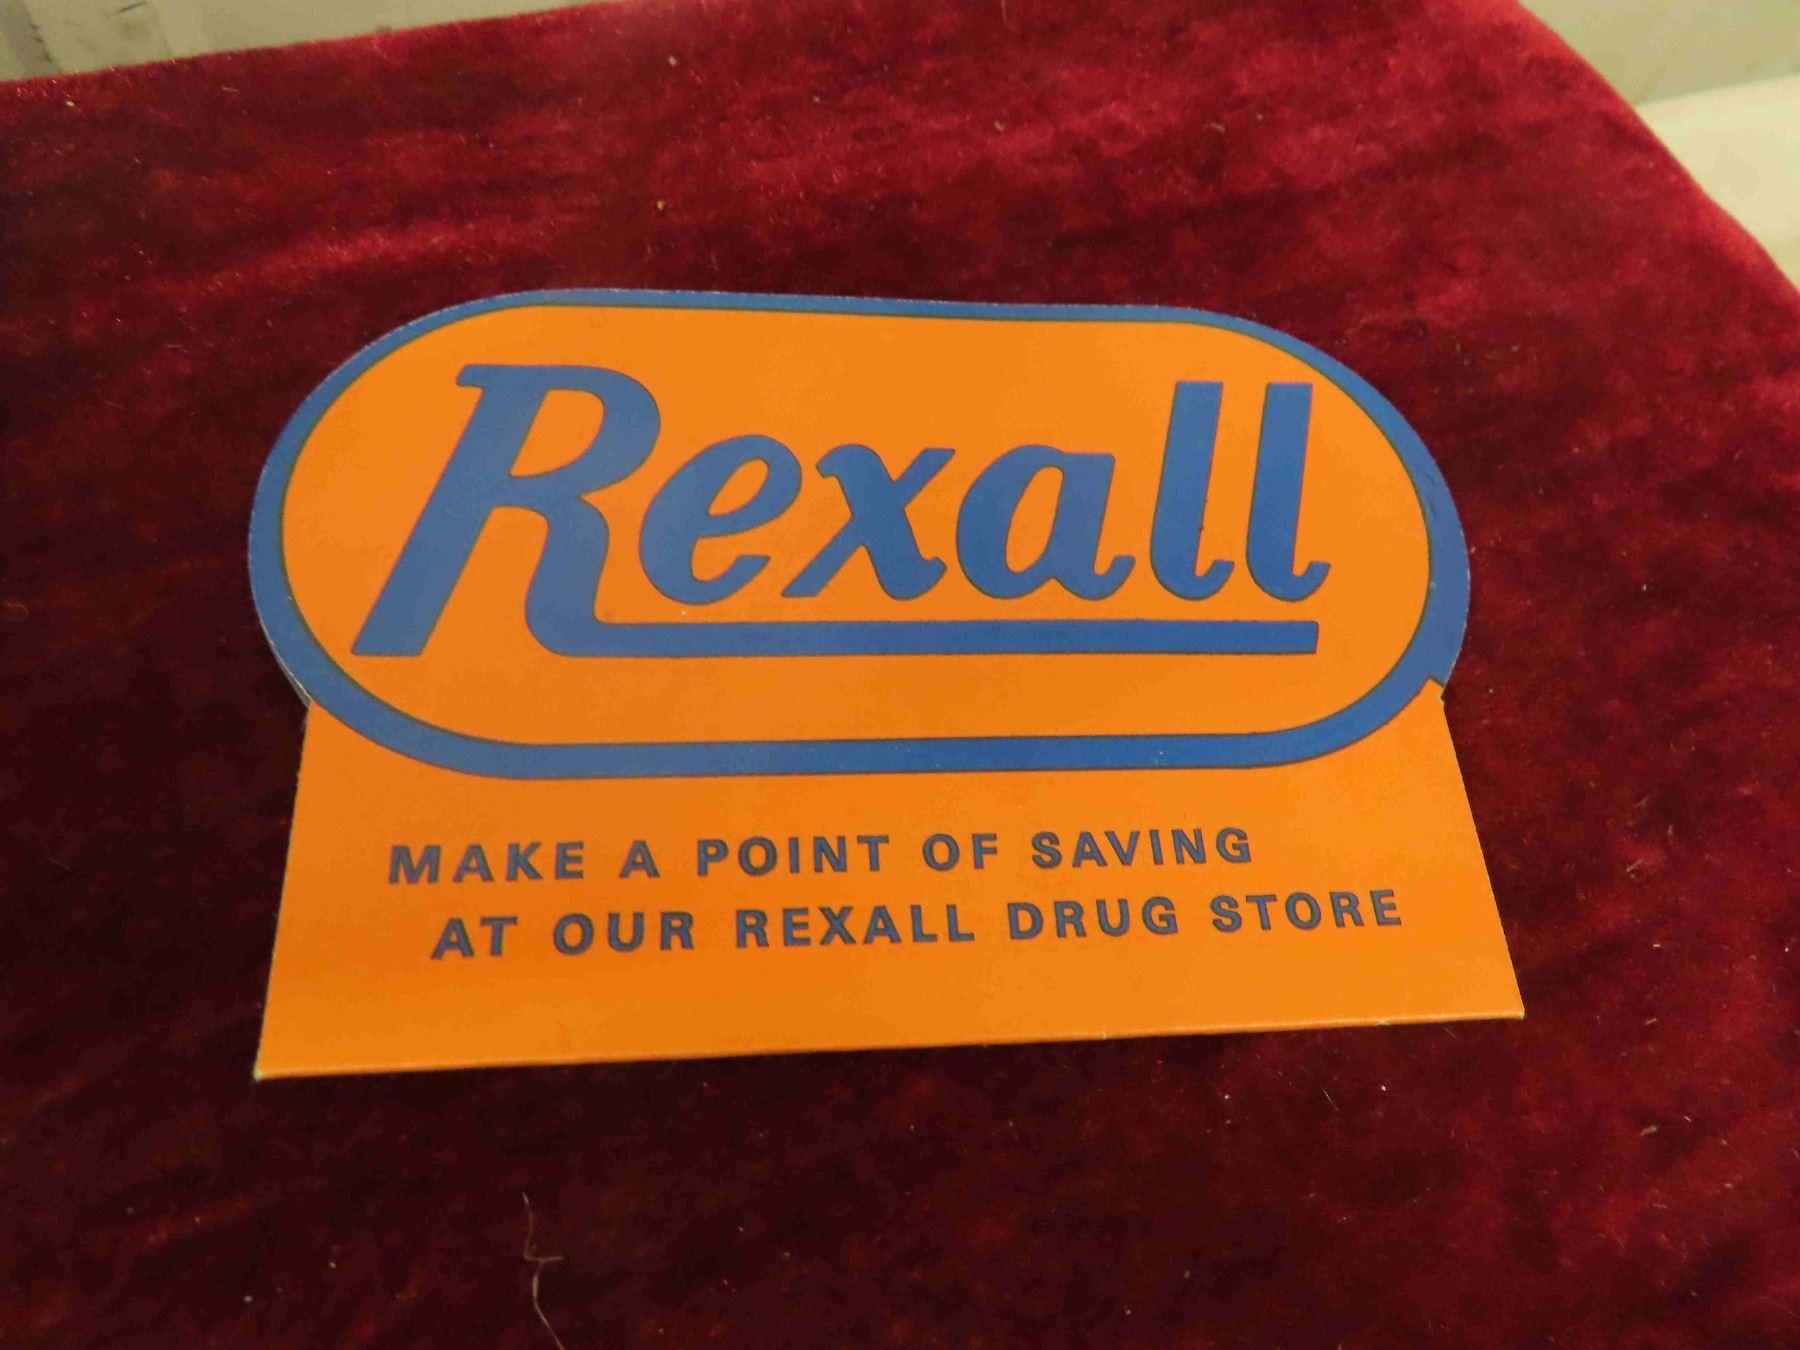 Rexall
MAKE A POINT OF SAVING
AT OUR REXALL DRUG STORE